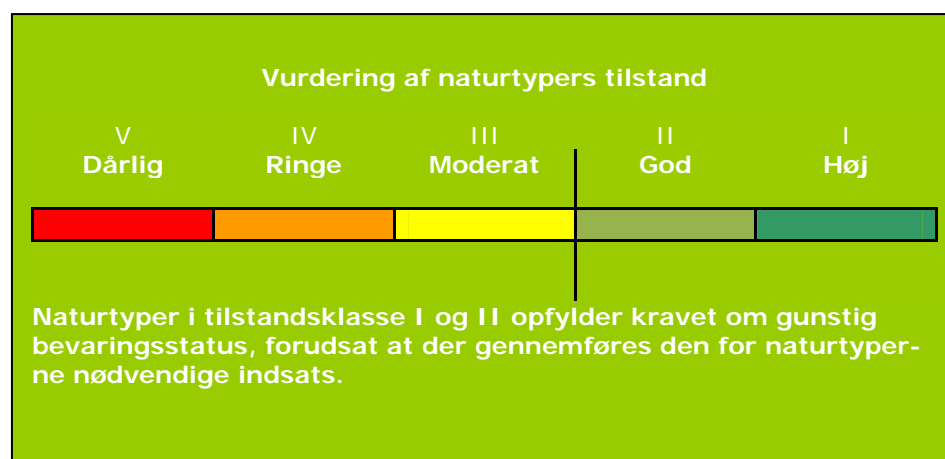 Vurdering af naturtypers tilstand
V IV III II I
Dårlig Ringe Moderat God Høj
Naturtyper i tilstandsklasse I og II opfylder kravet om gunstig
bevaringsstatus, forudsat at der gennemføres den for naturtyper-
ne nødvendige indsats.